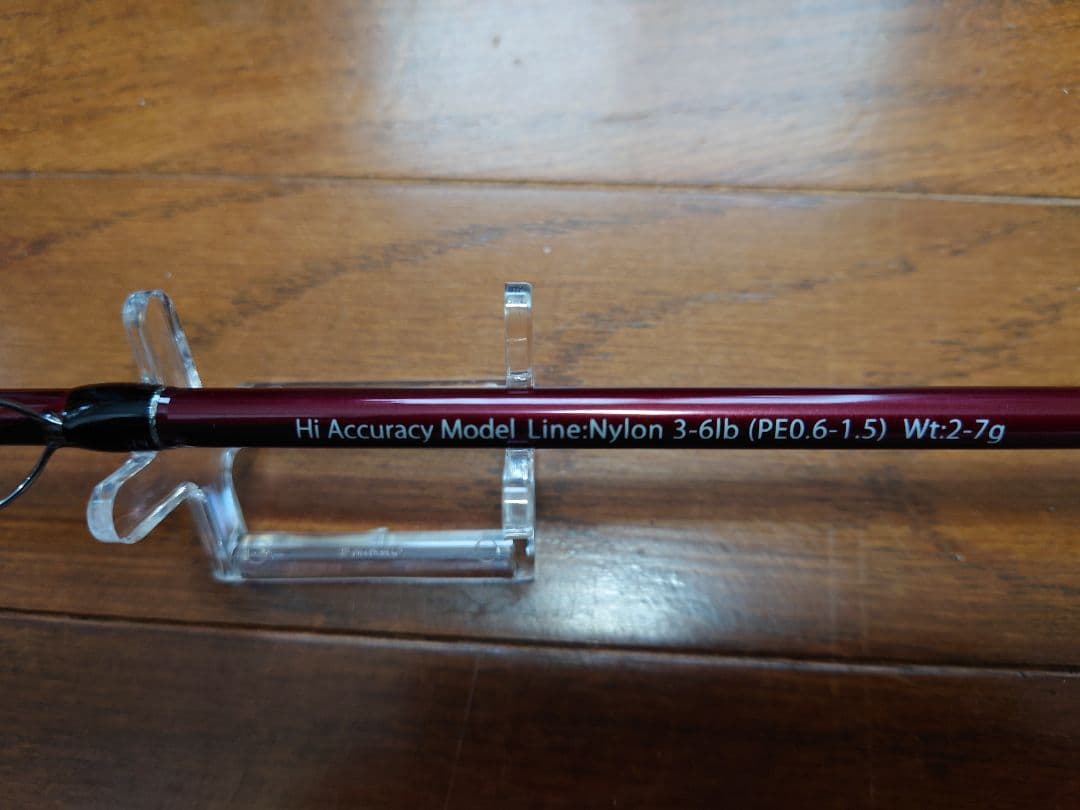 Hi Accuracy Model Line:Nylon 3-6lb (PE0.6-1.5) Wt:2-7g